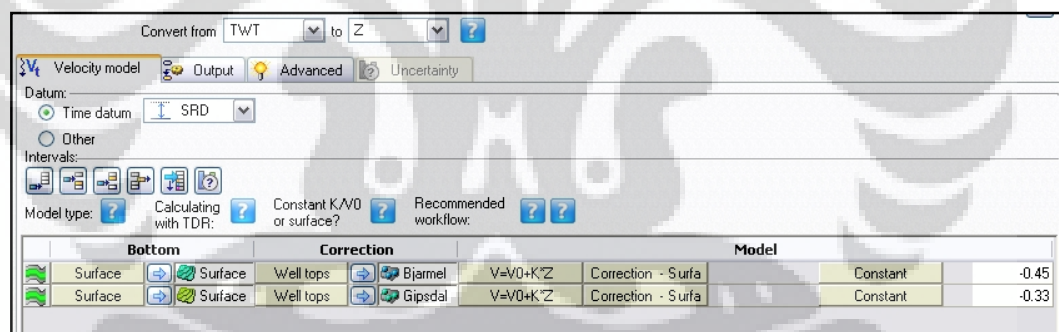 Convert from TWT to Z ?
Velocity model Output Advanced Uncertainty
Datum:
Time datum SRD
Other
Intervals:
Model type: ? Calculating with TDR: ? Constant K/V0 or surface? ? Recommended workflow: ? ?
Bottom Correction Model
Surface Surface Well tops Bjarmel V=V0+K*Z Correction - Surfa Constant -0.45
Surface Surface Well tops Gipsdal V=V0+K*Z Correction - Surfa Constant -0.33